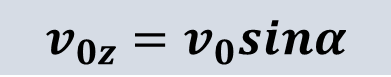 v₀z = v₀sinα